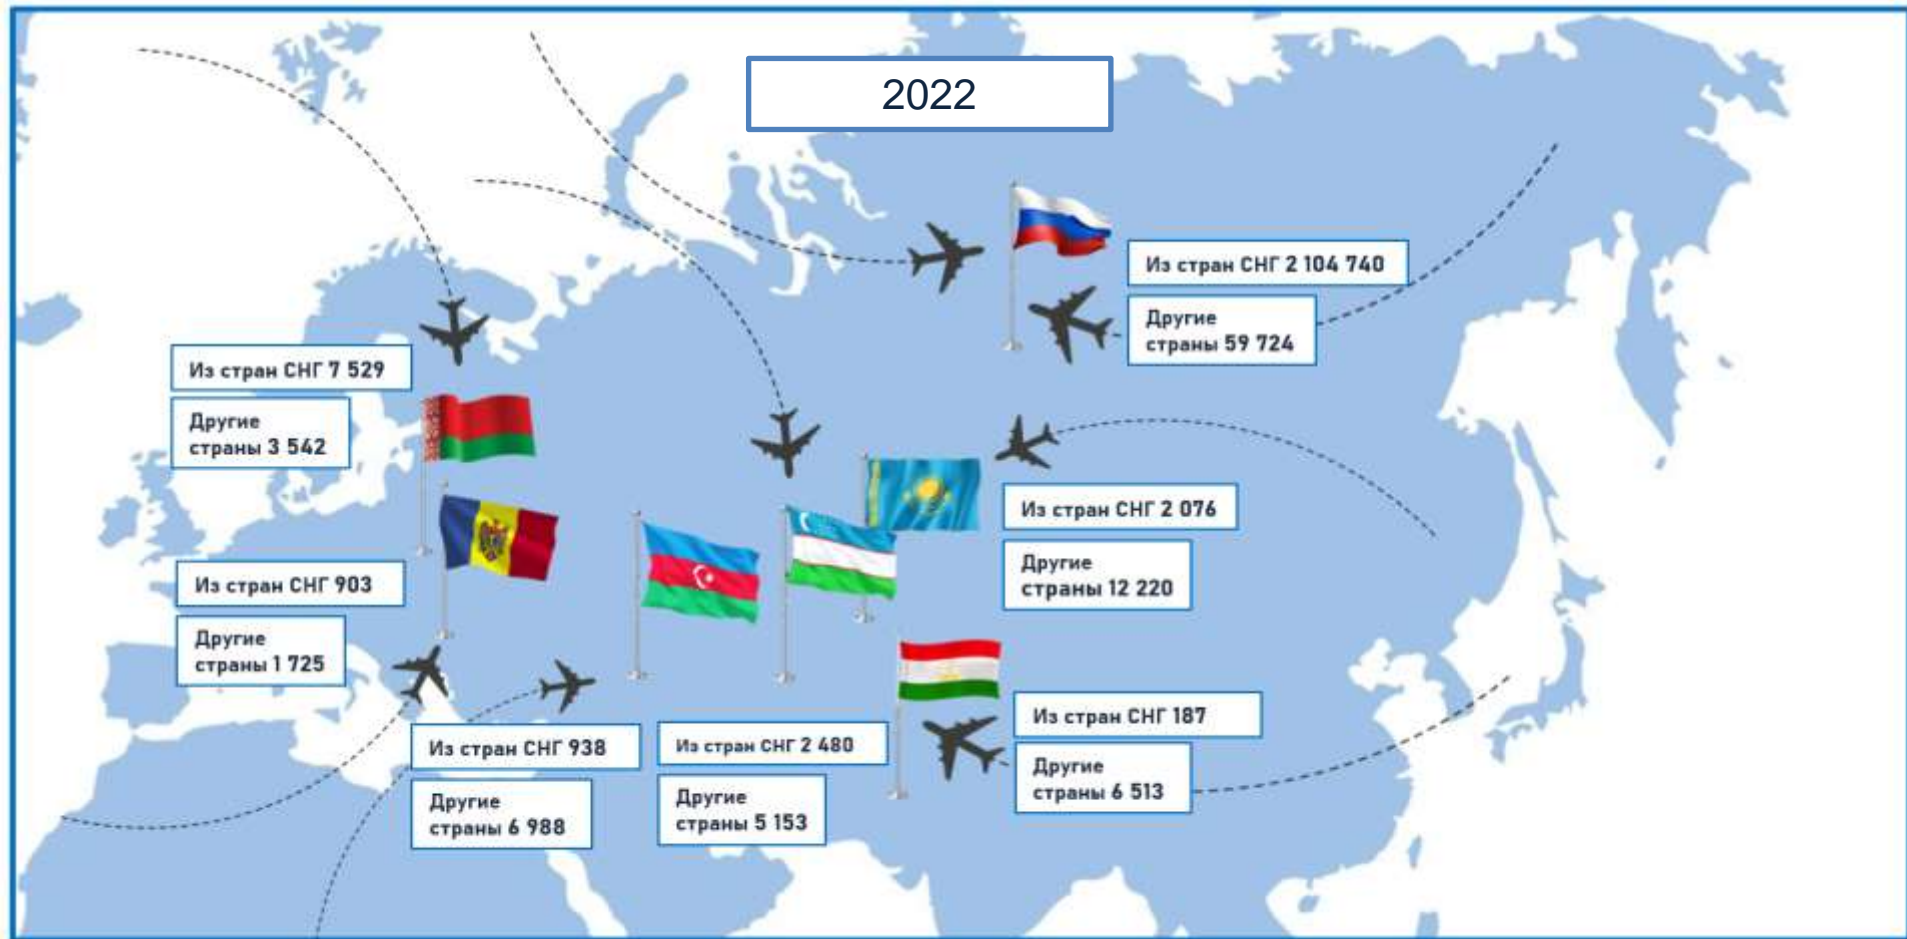 2022
Из стран СНГ 2 104 740
Другие
страны 59 724
Из стран СНГ 7 529
Другие
страны 3 542
Из стран СНГ 2 076
Другие
страны 12 220
Из стран СНГ 903
Другие
страны 1 725
Из стран СНГ 187
Другие
страны 6 513
Из стран СНГ 938
Другие
страны 6 988
Из стран СНГ 2 480
Другие
страны 5 153